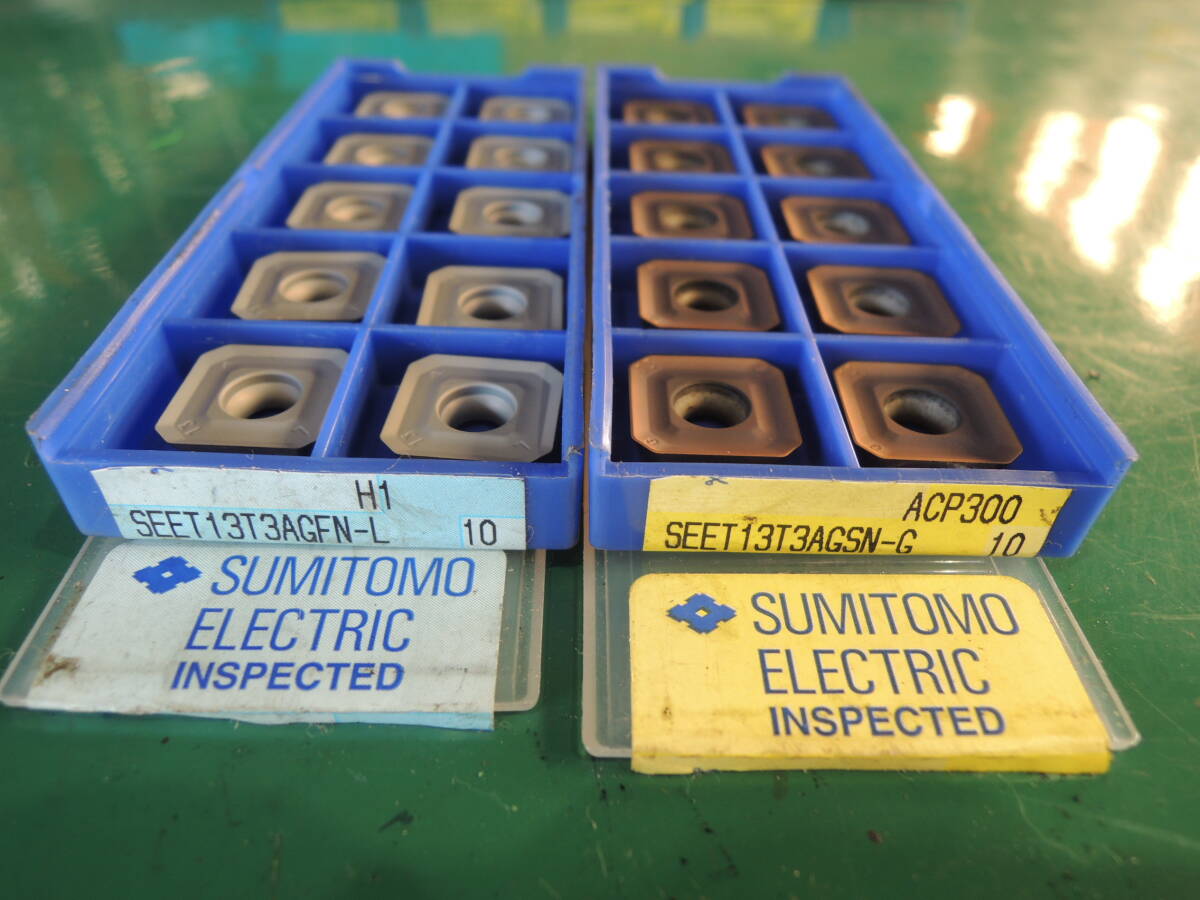 H1
SEET13T3AGFN-L 10
SUMITOMO
ELECTRIC
INSPECTED
ACP300
SEET13T3AGSN-G 10
SUMITOMO
ELECTRIC
INSPECTED
L
L
G
G